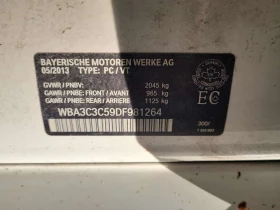 BAYERISCHE MOTOREN WERKE AG
05/2013 TYPE: PC / VT
GVWR / PNBV: 2045 kg
GAWR / PNBE: FRONT / AVANT 965 kg
GAWR / PNBE: REAR / ARRIERE 1125 kg
WBA3C3C59DF981264
EC